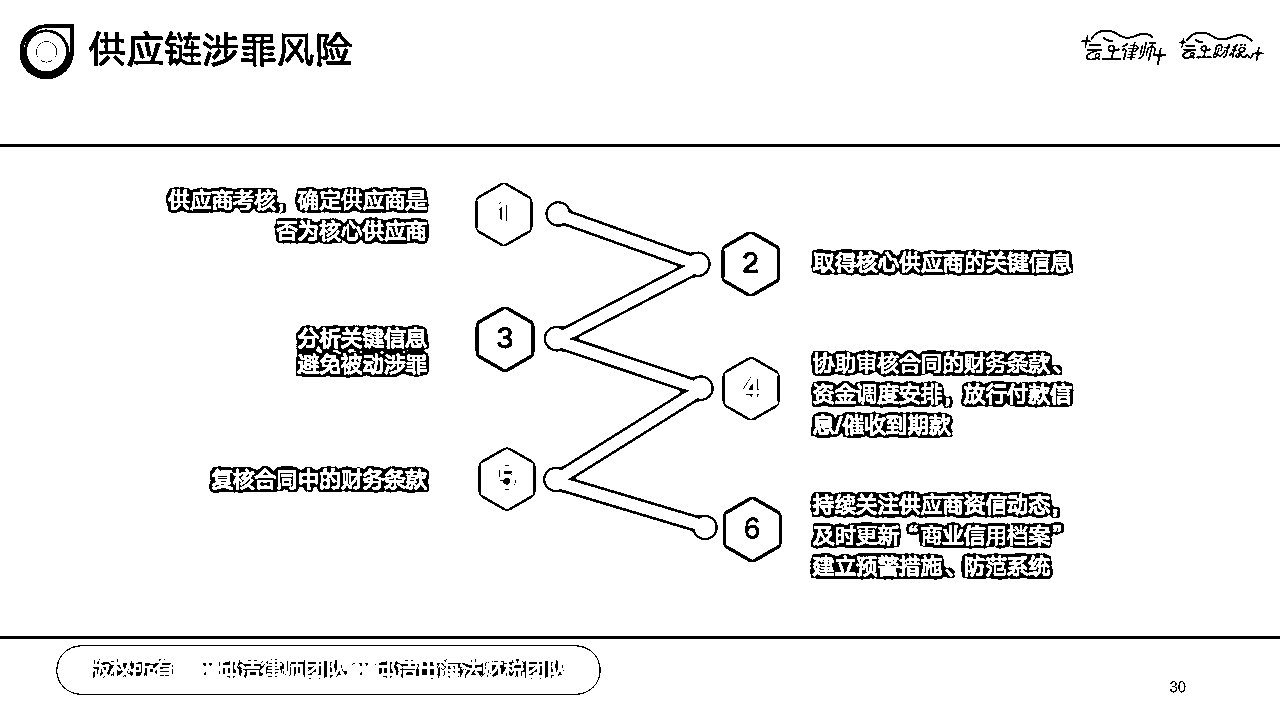 供应链涉罪风险
云上律师
云上财税
供应商考核，确定供应商是
否为核心供应商
1
2
取得核心供应商的关键信息
分析关键信息
避免被动涉罪
3
4
协助审核合同的财务条款、
资金调度安排，放行付款信
息/催收到期款
复核合同中的财务条款
5
6
持续关注供应商资信动态，
及时更新“商业信用档案”
建立预警措施、防范系统
版权所有 邱浩律师团队 邱浩出海法财税团队
30